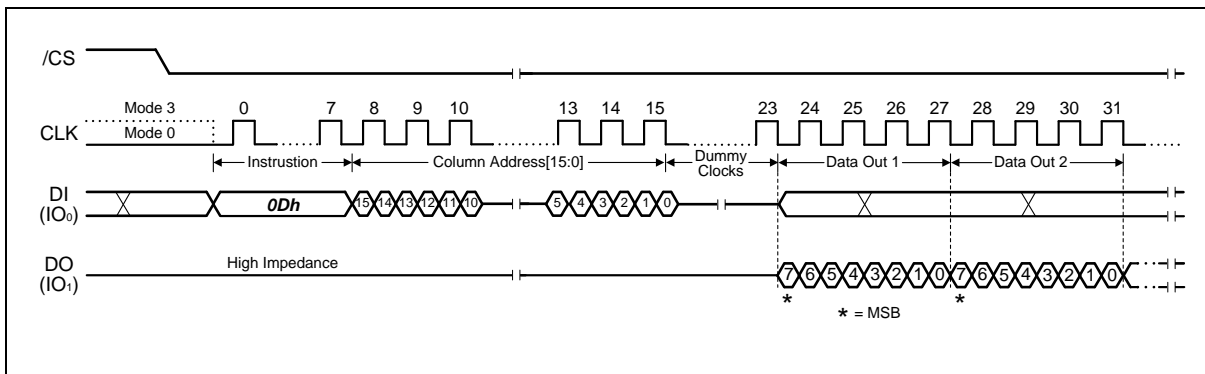 /CS
Mode 3 0 7 8 9 10 13 14 15 23 24 25 26 27 28 29 30 31
CLK Mode 0
Instrustion Column Address[15:0] Dummy Clocks Data Out 1 Data Out 2
DI (IO0) 0Dh 15 14 13 12 11 10 5 4 3 2 1 0
DO (IO1) High Impedance 7 6 5 4 3 2 1 0 7 6 5 4 3 2 1 0
* *
* = MSB